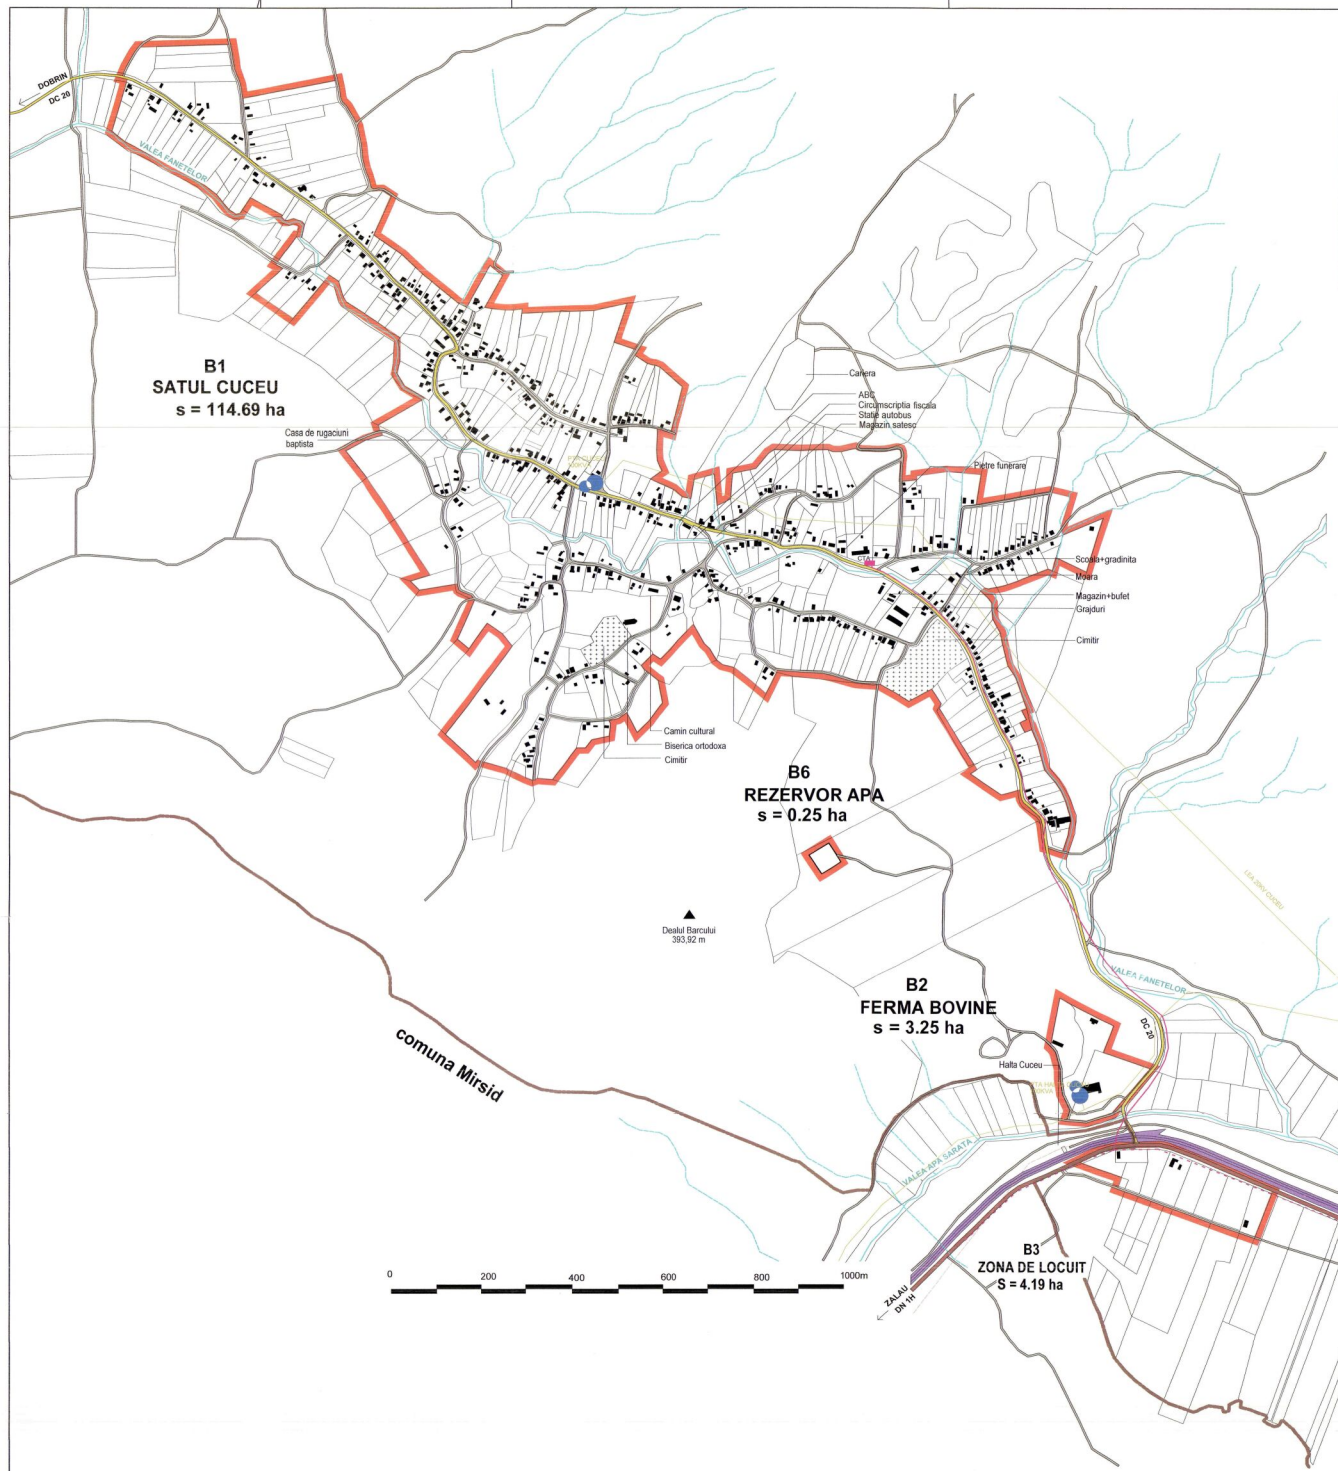 DOBRIN
DC 20
VALEA FANETELOR
B1
SATUL CUCEU
s = 114.69 ha
Casa de rugaciuni
baptista
Cariera
ABC
Circumscriptia fiscala
Statie autobus
Magazin satesc
Pietre funerare
Scoala+gradinita
Moara
Magazin+bufet
Grajduri
Cimitir
Camin cultural
Biserica ortodoxa
Cimitir
B6
REZERVOR APA
s = 0.25 ha
Dealul Barcului
393,92 m
LEA 20KV CUCEU
VALEA FANETELOR
B2
FERMA BOVINE
s = 3.25 ha
DC 20
Halta Cuceu
comuna Mirsid
VALEA APA SARATA
B3
ZONA DE LOCUIT
S = 4.19 ha
0 200 400 600 800 1000m
ZALAU
DN 1H